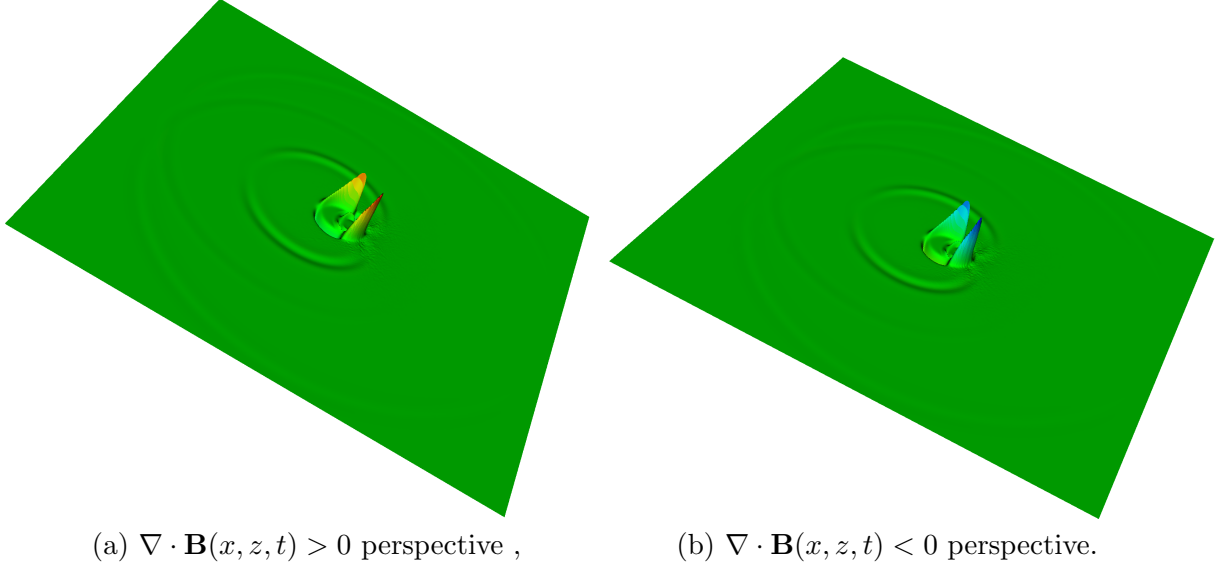 (a) ∇ · B(x, z, t) > 0 perspective ,
(b) ∇ · B(x, z, t) < 0 perspective.